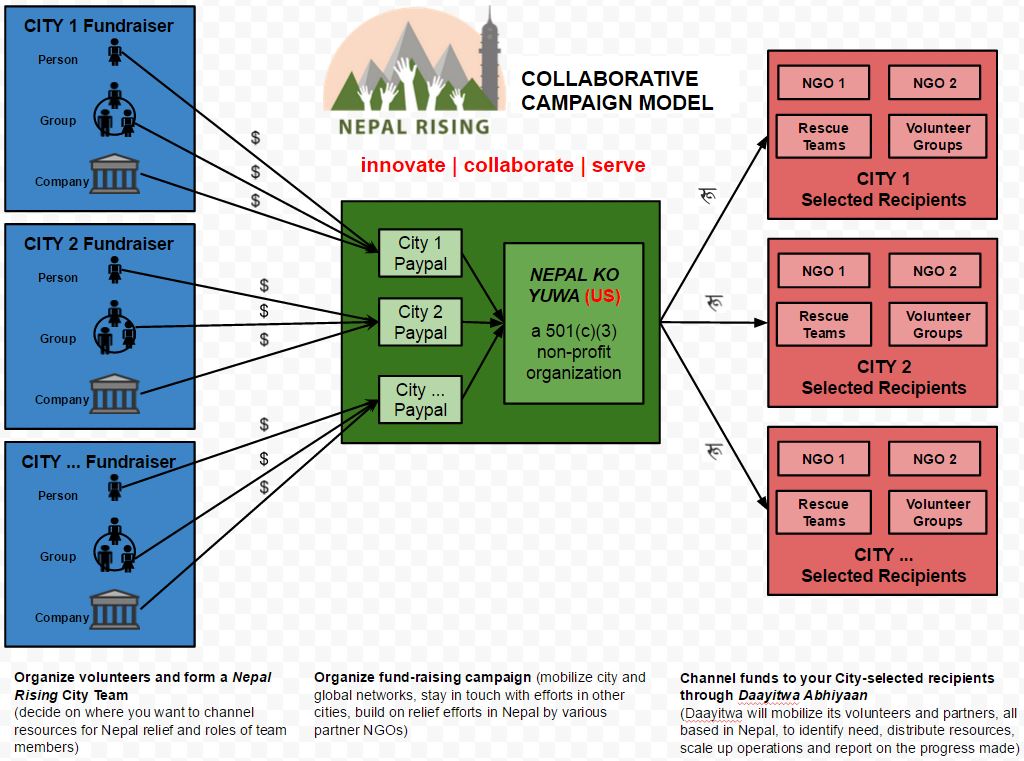 CITY 1 Fundraiser
Person
Group
Company
CITY 2 Fundraiser
Person
Group
Company
CITY ... Fundraiser
Person
Group
Company
$
$
$
$
$
$
$
$
$
NEPAL RISING
COLLABORATIVE
CAMPAIGN MODEL
innovate | collaborate | serve
City 1
Paypal
City 2
Paypal
City ...
Paypal
NEPAL KO
YUWA (US)
a 501(c)(3)
non-profit
organization
रू
रू
रू
NGO 1
NGO 2
Rescue
Teams
Volunteer
Groups
CITY 1
Selected Recipients
NGO 1
NGO 2
Rescue
Teams
Volunteer
Groups
CITY 2
Selected Recipients
NGO 1
NGO 2
Rescue
Teams
Volunteer
Groups
CITY ...
Selected Recipients
Organize volunteers and form a Nepal
Rising City Team
(decide on where you want to channel
resources for Nepal relief and roles of team
members)
Organize fund-raising campaign (mobilize city and
global networks, stay in touch with efforts in other
cities, build on relief efforts in Nepal by various
partner NGOs)
Channel funds to your City-selected recipients
through Daayitwa Abhiyaan
(Daayitwa will mobilize its volunteers and partners, all
based in Nepal, to identify need, distribute resources,
scale up operations and report on the progress made)